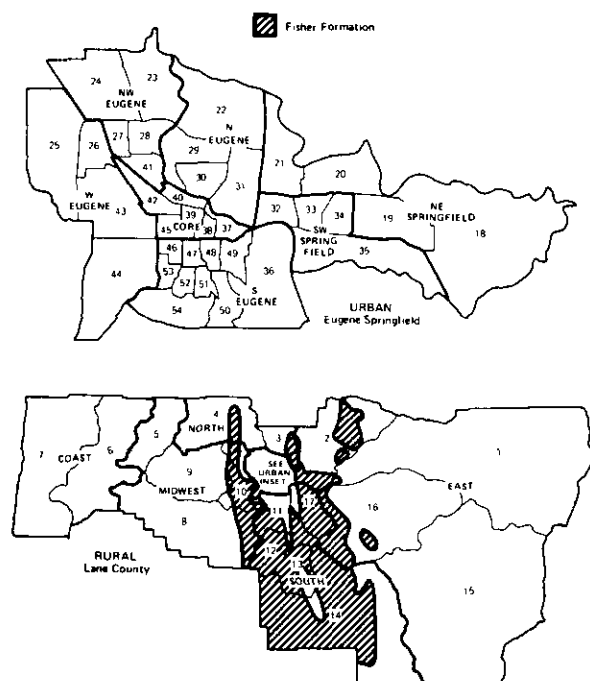 Fisher Formation
24 23
NW
EUGENE
22
N
EUGENE
25 26 27 28 29
30 31 21 20
41
W
EUGENE
42 40
43 39
CORE 38 37
45
32 33 34
SW
SPRING
FIELD
35
19 NE
SPRINGFIELD
18
44 46 47 48 49
53 52 51 36
S
EUGENE
54 50
URBAN
Eugene Springfield
4
NORTH
3 2 1
7 6 5
COAST
9
MIDWEST
8
SEE
URBAN
INSET
10 17
11
16 EAST
12 13
SOUTH
14
15
RURAL
Lane County